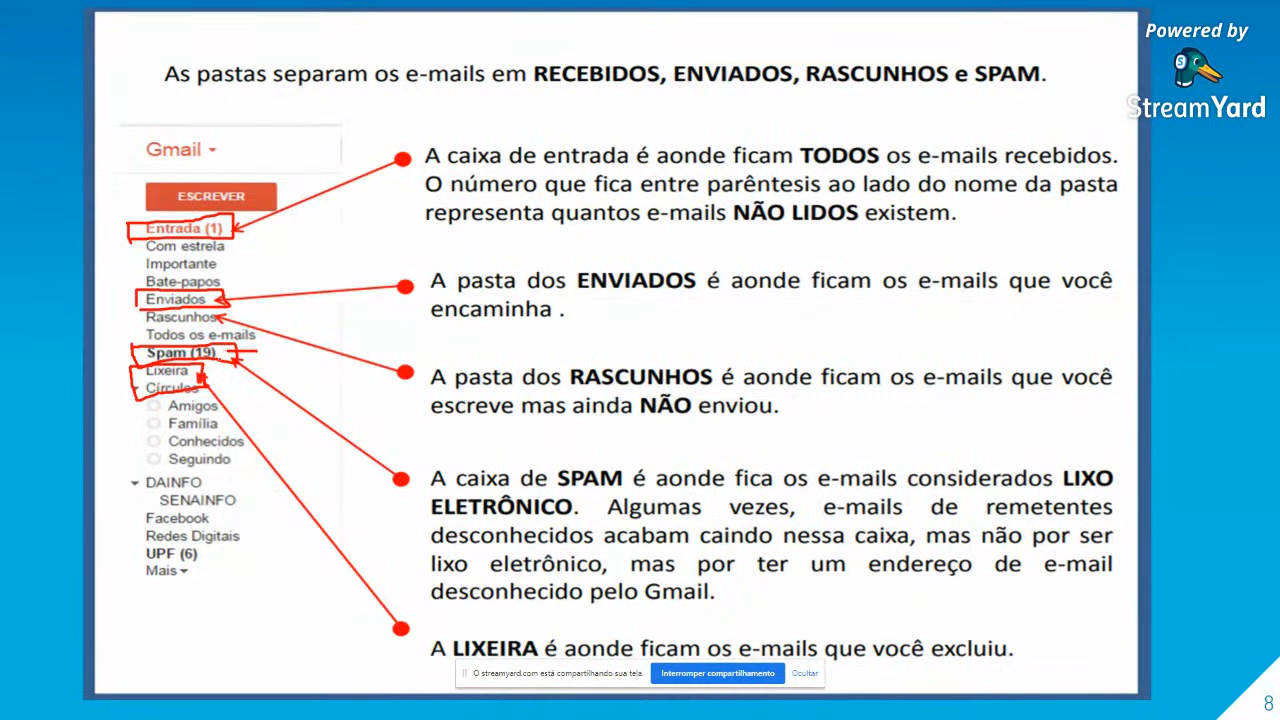 Powered by
StreamYard
As pastas separam os e-mails em RECEBIDOS, ENVIADOS, RASCUNHOS e SPAM.
Gmail
ESCREVER
Entrada (1)
Com estrela
Importante
Bate-papos
Enviados
Rascunhos
Todos os e-mails
Spam (19)
Lixeira
Círculos
Amigos
Família
Conhecidos
Seguindo
DAINFO
SENAINFO
Facebook
Redes Digitais
UPF (6)
Mais
A caixa de entrada é aonde ficam TODOS os e-mails recebidos.
O número que fica entre parêntesis ao lado do nome da pasta
representa quantos e-mails NÃO LIDOS existem.
A pasta dos ENVIADOS é aonde ficam os e-mails que você
encaminha .
A pasta dos RASCUNHOS é aonde ficam os e-mails que você
escreve mas ainda NÃO enviou.
A caixa de SPAM é aonde fica os e-mails considerados LIXO
ELETRÔNICO. Algumas vezes, e-mails de remetentes
desconhecidos acabam caindo nessa caixa, mas não por ser
lixo eletrônico, mas por ter um endereço de e-mail
desconhecido pelo Gmail.
A LIXEIRA é aonde ficam os e-mails que você excluiu.
O streamyard.com está compartilhando sua tela.
Interromper compartilhamento
Ocultar
8